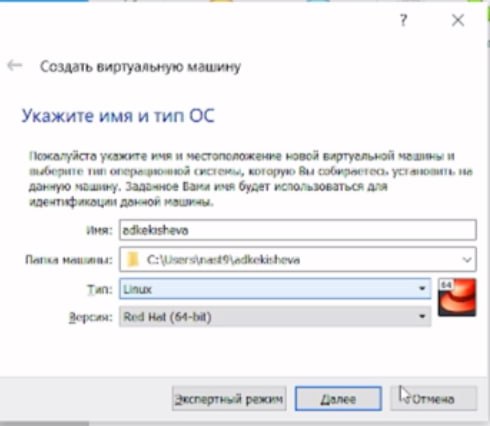 ?
Создать виртуальную машину
Укажите имя и тип ОС
Пожалуйста укажите имя и местоположение новой виртуальной машины и
выберите тип операционной системы, которую Вы собираетесь установить на
данную машину. Заданное Вами имя будет использоваться для
идентификации данной машины.
Имя: adkekisheva
Папка машины: C:\Users\nast9\adkekisheva
Тип: Linux
64
Версия: Red Hat (64-bit)
Экспертный режим Далее Отмена